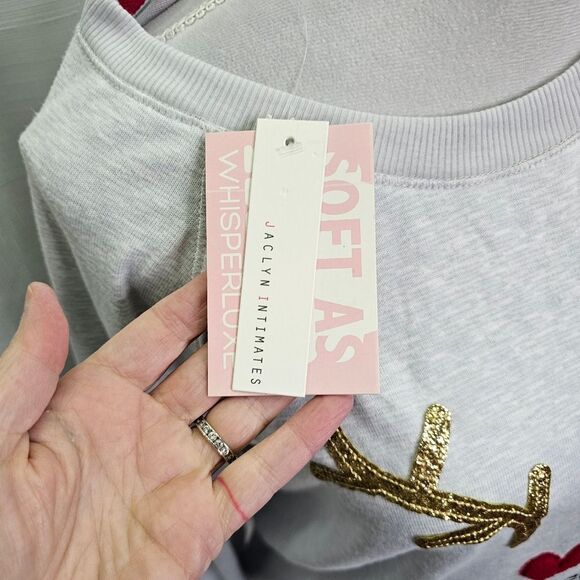 JACLYN INTIMATES
SOFT AS
WHISPERLUXE